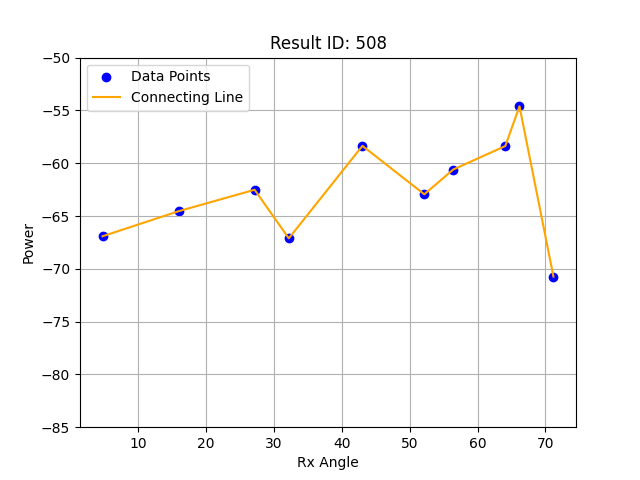 Result ID: 508
Data Points
Connecting Line
−50
−55
−60
−65
−70
−75
−80
−85
Power
10 20 30 40 50 60 70
Rx Angle